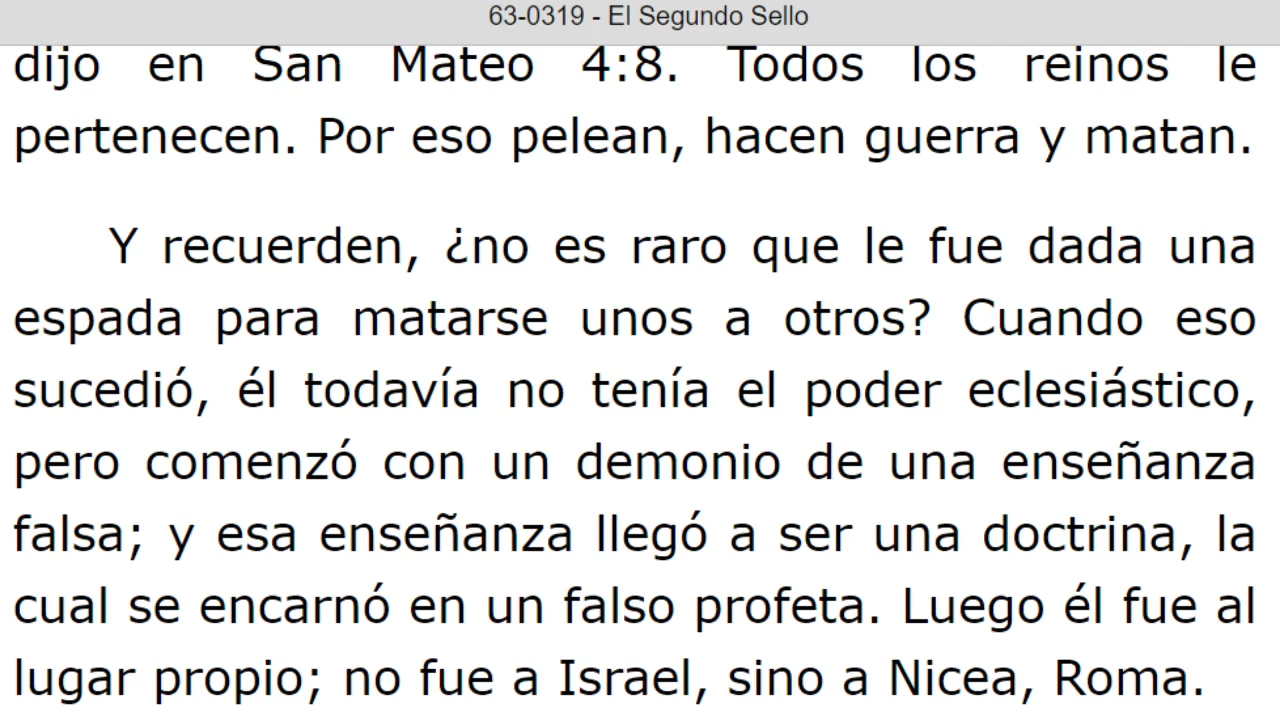 63-0319 - El Segundo Sello
dijo en San Mateo 4:8. Todos los reinos le
pertenecen. Por eso pelean, hacen guerra y matan.
Y recuerden, ¿no es raro que le fue dada una
espada para matarse unos a otros? Cuando eso
sucedió, él todavía no tenía el poder eclesiástico,
pero comenzó con un demonio de una enseñanza
falsa; y esa enseñanza llegó a ser una doctrina, la
cual se encarnó en un falso profeta. Luego él fue al
lugar propio; no fue a Israel, sino a Nicea, Roma.